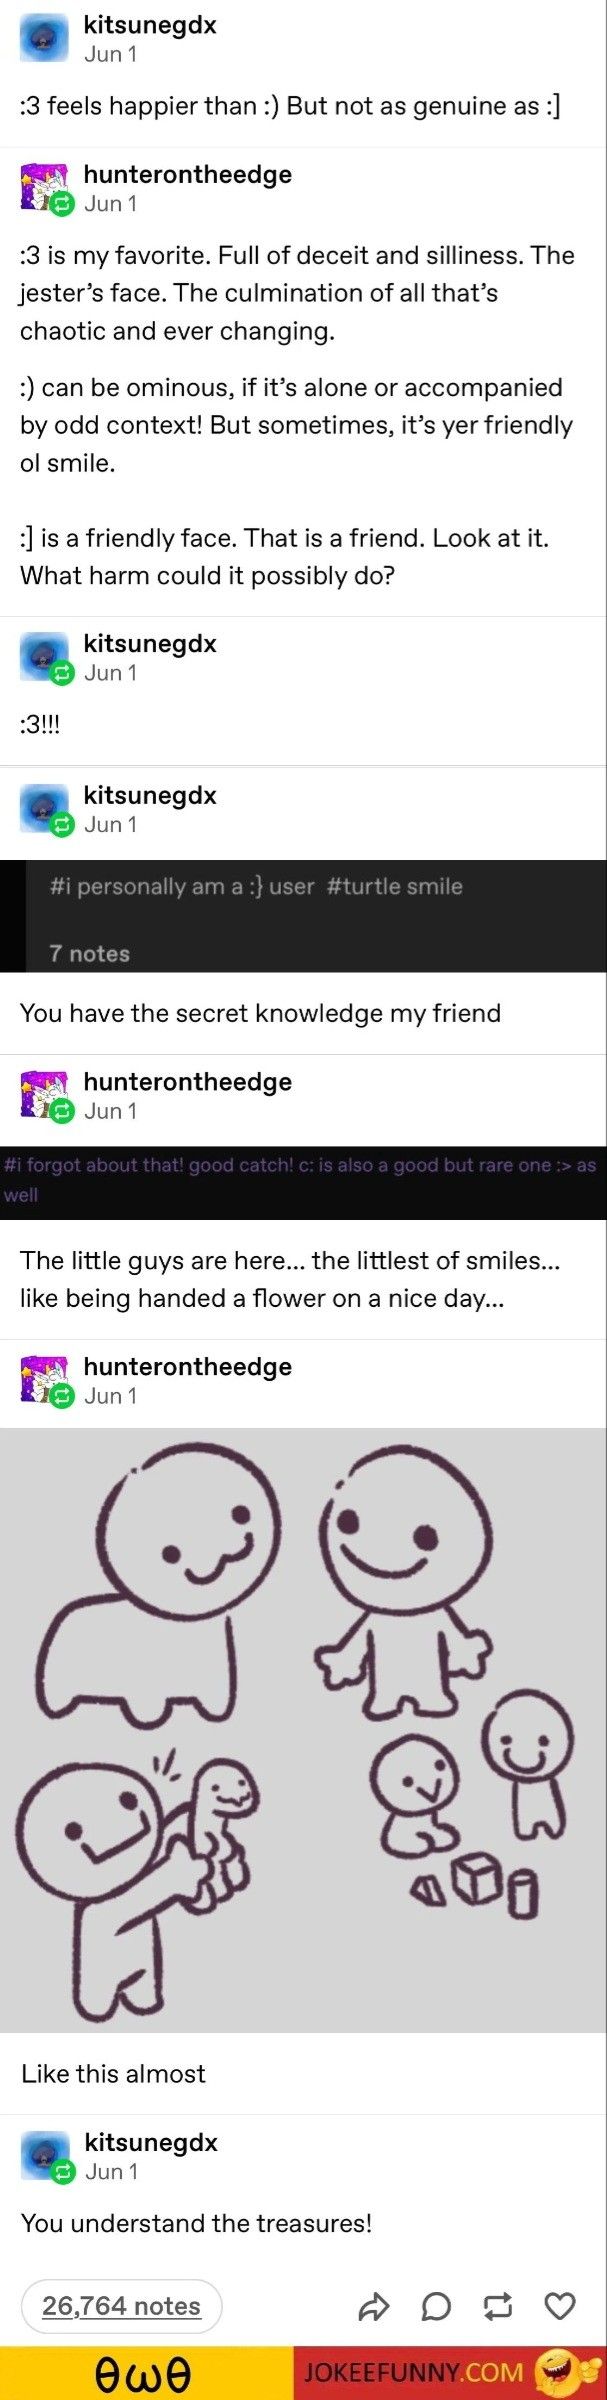 kitsunegdx
Jun 1
:3 feels happier than :) But not as genuine as :]
hunterontheedge
Jun 1
:3 is my favorite. Full of deceit and silliness. The
jester’s face. The culmination of all that’s
chaotic and ever changing.
:) can be ominous, if it’s alone or accompanied
by odd context! But sometimes, it’s yer friendly
ol smile.
:] is a friendly face. That is a friend. Look at it.
What harm could it possibly do?
kitsunegdx
Jun 1
:3!!!
kitsunegdx
Jun 1
#i personally am a :} user #turtle smile
7 notes
You have the secret knowledge my friend
hunterontheedge
Jun 1
#i forgot about that! good catch! c: is also a good but rare one :> as
well
The little guys are here... the littlest of smiles...
like being handed a flower on a nice day...
hunterontheedge
Jun 1
Like this almost
kitsunegdx
Jun 1
You understand the treasures!
26,764 notes
θωθ
JOKEEFUNNY.COM